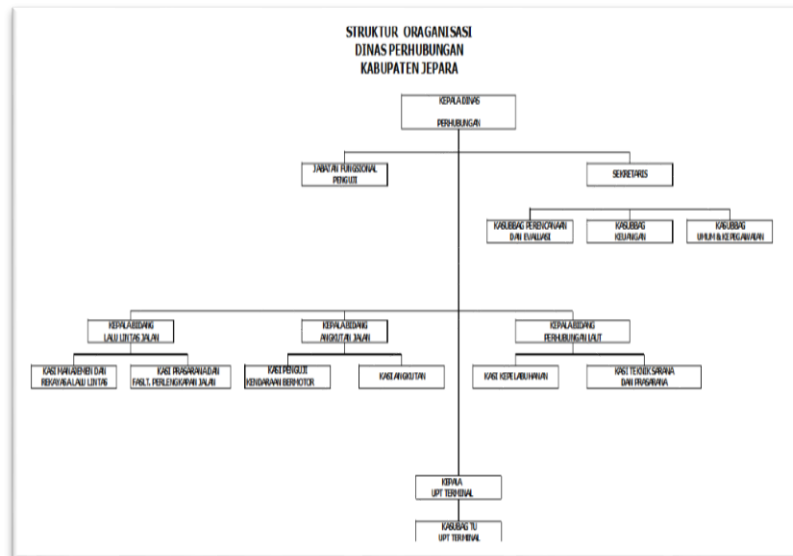 STRUKTUR ORAGANISASI
DINAS PERHUBUNGAN
KABUPATEN JEPARA
KEPALA DINAS
PERHUBUNGAN
JABATAN FUNGSIONAL
PENGUJI
SEKRETARIS
KASUBBAG PERENCANAAN
DAN EVALUASI
KASUBBAG
KEUANGAN
KASUBBAG
UMUM & KEPEGAWAIAN
KEPALA BIDANG
LALU LINTAS JALAN
KEPALA BIDANG
ANGKUTAN JALAN
KEPALA BIDANG
PERHUBUNGAN LAUT
KASI MANAJEMEN DAN
REKAYASA LALU LINTAS
KASI PRASARANA DAN
FASLT. PERLENGKAPAN JALAN
KASI PENGUJI
KENDARAAN BERMOTOR
KASI ANGKUTAN
KASI KEPELABUHANAN
KASI TEKNIK SARANA
DAN PRASARANA
KEPALA
UPT TERMINAL
KASUBAG TU
UPT TERMINAL